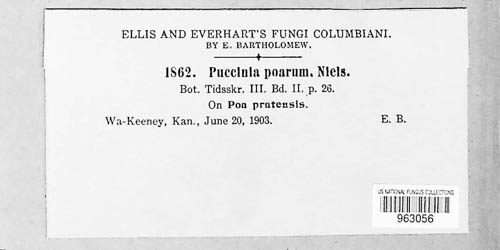 ELLIS AND EVERHART'S FUNGI COLUMBIANI.
BY E. BARTHOLOMEW.
1862. Puccinia poarum, Niels.
Bot. Tidsskr. III. Bd. II. p. 26.
On Poa pratensis.
Wa-Keeney, Kan., June 20, 1903. E. B.
US NATIONAL FUNGUS COLLECTIONS
963056